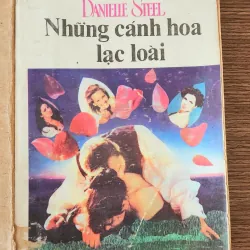 DANIELLE STEEL
Những cánh hoa
lạc loài